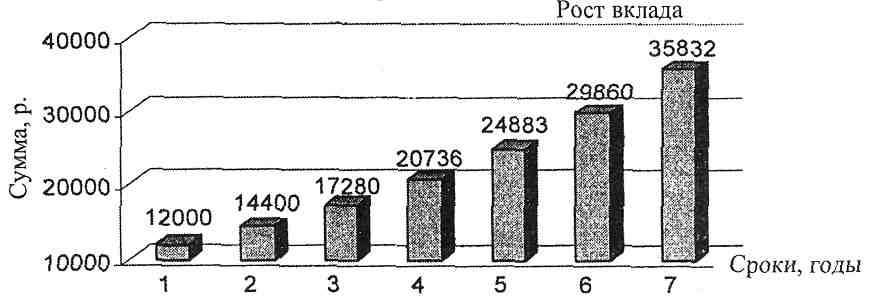 Рост вклада
Сумма, р.
40000
30000
20000
10000
12000
14400
17280
20736
24883
29860
35832
1 2 3 4 5 6 7
Сроки, годы